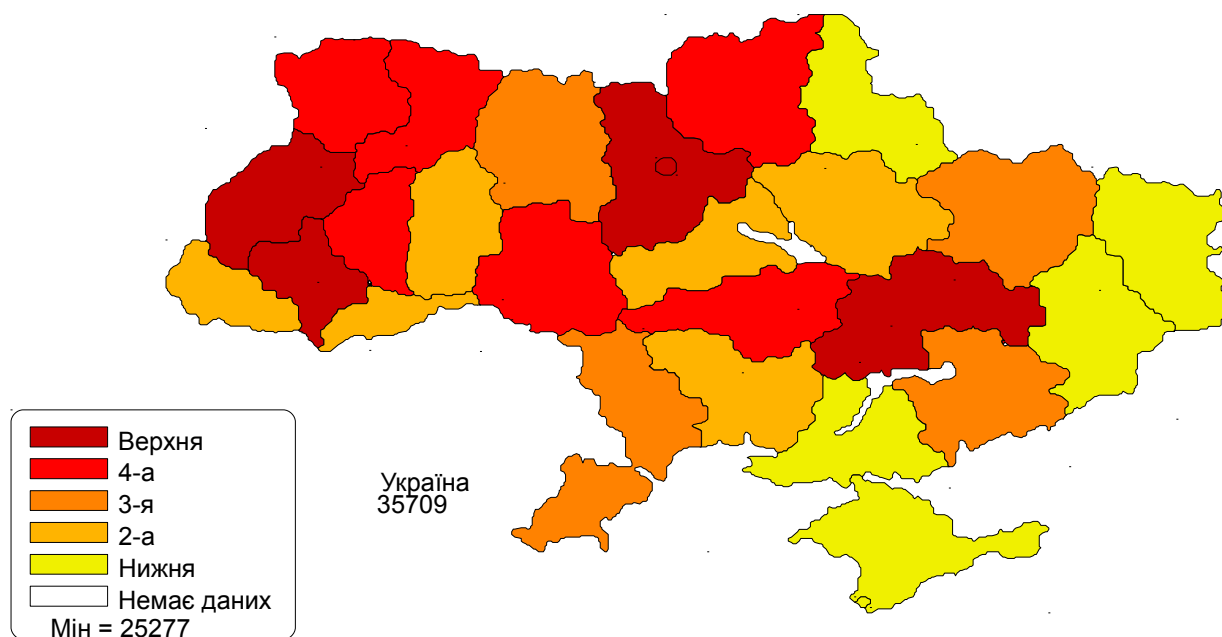 Верхня
4-а
3-я
2-а
Нижня
Немає даних
Мін = 25277
Україна
35709